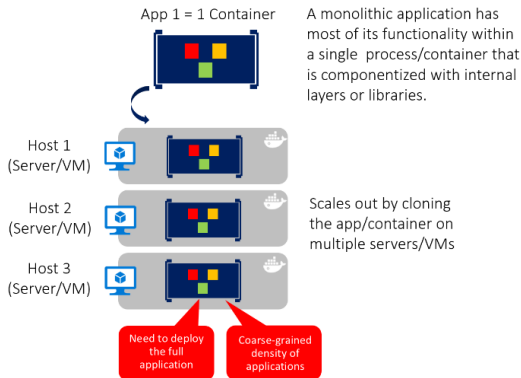 App 1 = 1 Container
A monolithic application has
most of its functionality within
a single process/container that
is componentized with internal
layers or libraries.
Host 1
(Server/VM)
Host 2
(Server/VM)
Scales out by cloning
the app/container on
multiple servers/VMs
Host 3
(Server/VM)
Need to deploy
the full
application
Coarse-grained
density of
applications